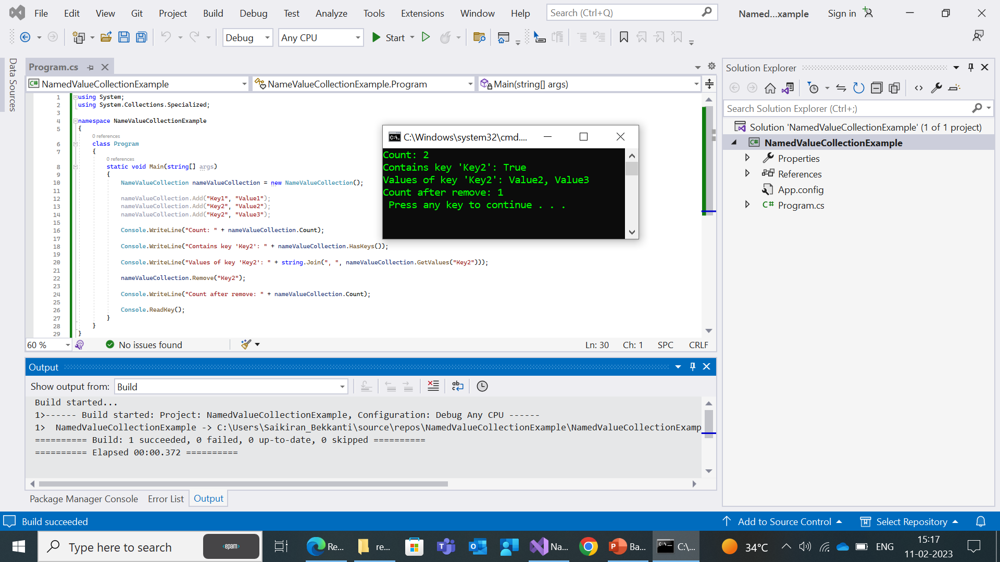 File Edit View Git Project Build Debug Test Analyze Tools Extensions Window Help Search (Ctrl+Q) Named...xample Sign in
Debug Any CPU Start
Data Sources
Program.cs
NamedValueCollectionExample NameValueCollectionExample.Program Main(string[] args)
1 using System;
2 using System.Collections.Specialized;
3
4 namespace NameValueCollectionExample
5 {
0 references
6 class Program
7 {
0 references
8 static void Main(string[] args)
9 {
10 NameValueCollection nameValueCollection = new NameValueCollection();
11
12 nameValueCollection.Add("Key1", "Value1");
13 nameValueCollection.Add("Key2", "Value2");
14 nameValueCollection.Add("Key2", "Value3");
15
16 Console.WriteLine("Count: " + nameValueCollection.Count);
17
18 Console.WriteLine("Contains key 'Key2': " + nameValueCollection.HasKeys());
19
20 Console.WriteLine("Values of key 'Key2': " + string.Join(", ", nameValueCollection.GetValues("Key2")));
21
22 nameValueCollection.Remove("Key2");
23
24 Console.WriteLine("Count after remove: " + nameValueCollection.Count);
25
26 Console.ReadKey();
27 }
28 }
29 }
C:\Windows\system32\cmd....
Count: 2
Contains key 'Key2': True
Values of key 'Key2': Value2, Value3
Count after remove: 1
Press any key to continue . . .
60 % No issues found Ln: 30 Ch: 1 SPC CRLF
Output
Show output from: Build
Build started...
1>------ Build started: Project: NamedValueCollectionExample, Configuration: Debug Any CPU ------
1> NamedValueCollectionExample -> C:\Users\Saikiran_Bekkanti\source\repos\NamedValueCollectionExample\NamedValueCollectionExamp
========== Build: 1 succeeded, 0 failed, 0 up-to-date, 0 skipped ==========
========== Elapsed 00:00.372 ==========
Package Manager Console Error List Output
Solution Explorer
Search Solution Explorer (Ctrl+;)
Solution 'NamedValueCollectionExample' (1 of 1 project)
C# NamedValueCollectionExample
Properties
References
App.config
C# Program.cs
Build succeeded Add to Source Control Select Repository
Type here to search <epam> Re... re... Na... Ba... C:\... 34°C ENG 15:17
11-02-2023